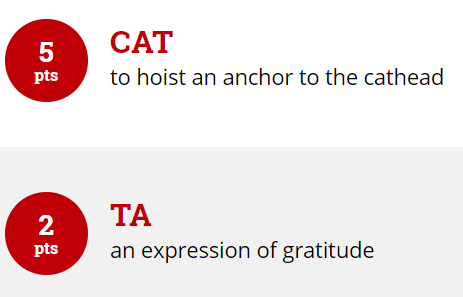 5
pts
CAT
to hoist an anchor to the cathead
2
pts
TA
an expression of gratitude